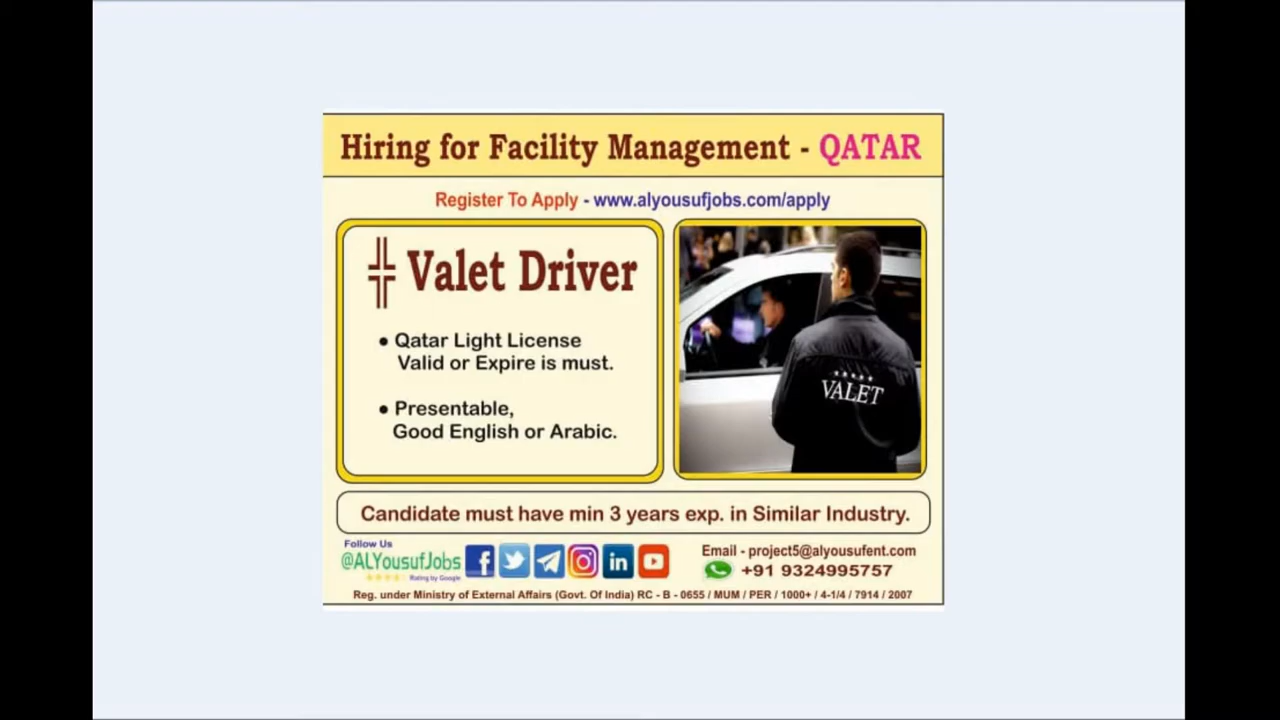 Hiring for Facility Management - QATAR
Register To Apply - www.alyousufjobs.com/apply
Valet Driver
• Qatar Light License
Valid or Expire is must.
• Presentable,
Good English or Arabic.
VALET
Candidate must have min 3 years exp. in Similar Industry.
Follow Us
@ALYousufJobs
Rating by Google
Email - project5@alyousufent.com
+91 9324995757
Reg. under Ministry of External Affairs (Govt. Of India) RC - B - 0655 / MUM / PER / 1000+ / 4-1/4 / 7914 / 2007